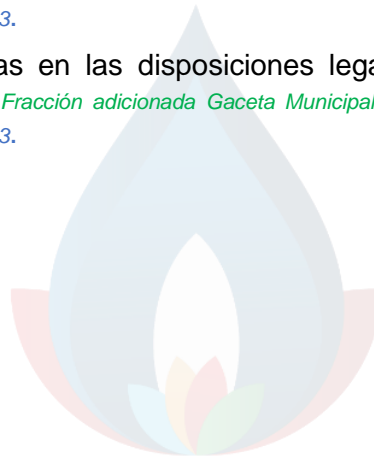 3.
as en las disposiciones lega
Fracción adicionada Gaceta Municipal
3.